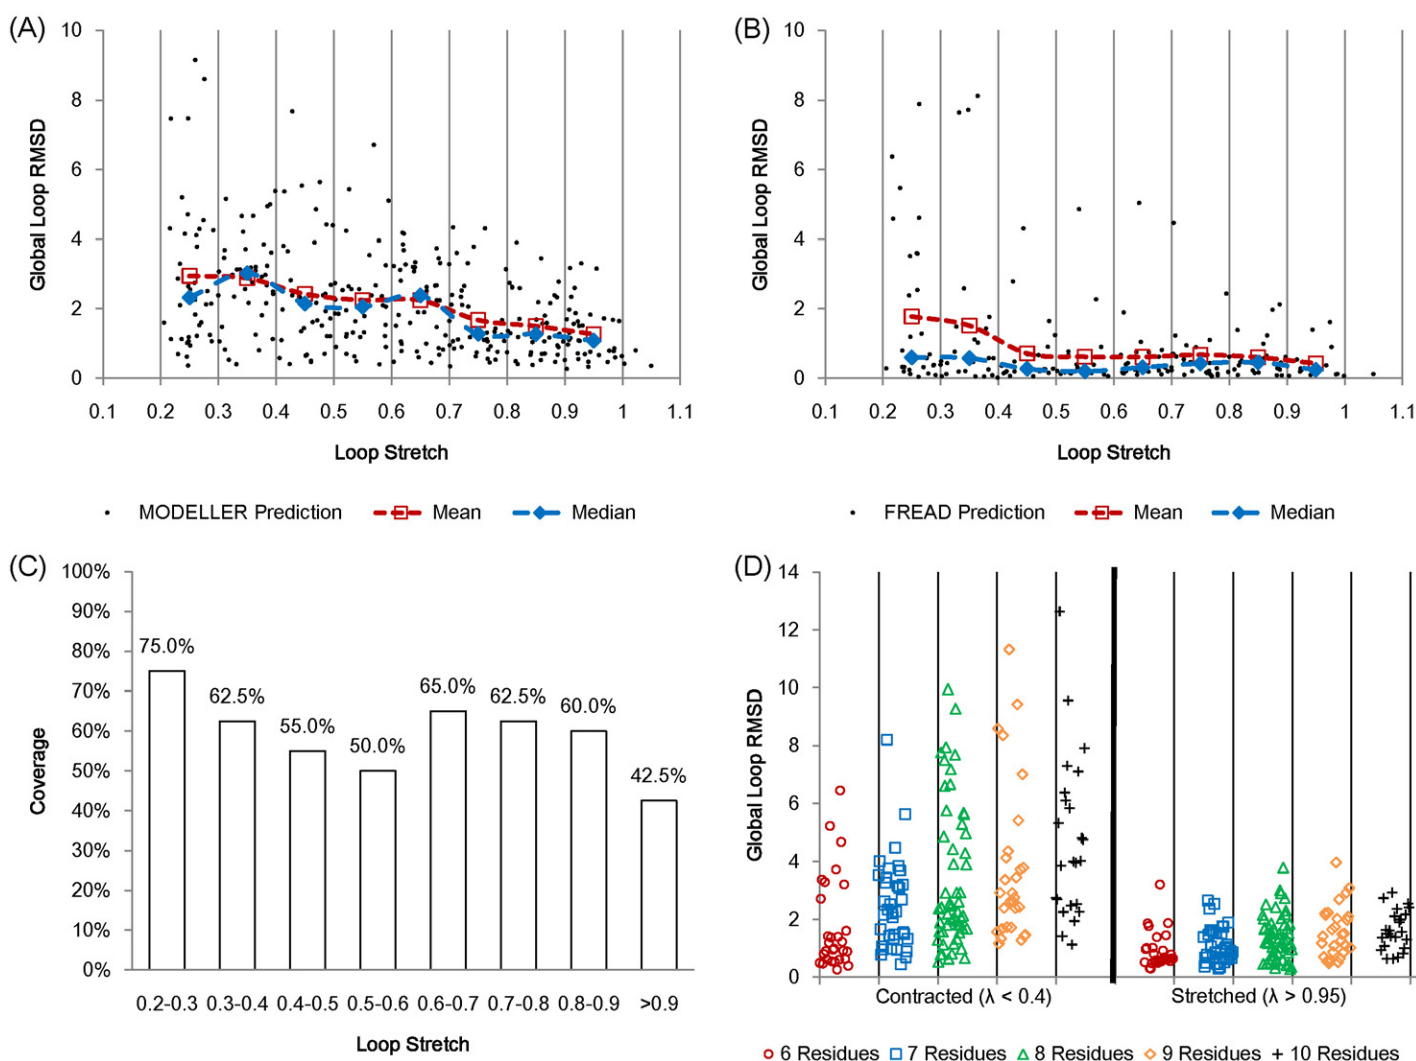 (A)
10
8
6
4
2
0
Global Loop RMSD
0.1 0.2 0.3 0.4 0.5 0.6 0.7 0.8 0.9 1 1.1
Loop Stretch
MODELLER Prediction Mean Median
(B)
10
8
6
4
2
0
Global Loop RMSD
0.1 0.2 0.3 0.4 0.5 0.6 0.7 0.8 0.9 1 1.1
Loop Stretch
FREAD Prediction Mean Median
(C)
100%
90%
80%
70%
60%
50%
40%
30%
20%
10%
0%
Coverage
75.0%
62.5%
55.0%
50.0%
65.0%
62.5%
60.0%
42.5%
0.2-0.3 0.3-0.4 0.4-0.5 0.5-0.6 0.6-0.7 0.7-0.8 0.8-0.9 >0.9
Loop Stretch
(D)
14
12
10
8
6
4
2
0
Global Loop RMSD
Contracted (λ < 0.4) Stretched (λ > 0.95)
6 Residues 7 Residues 8 Residues 9 Residues 10 Residues